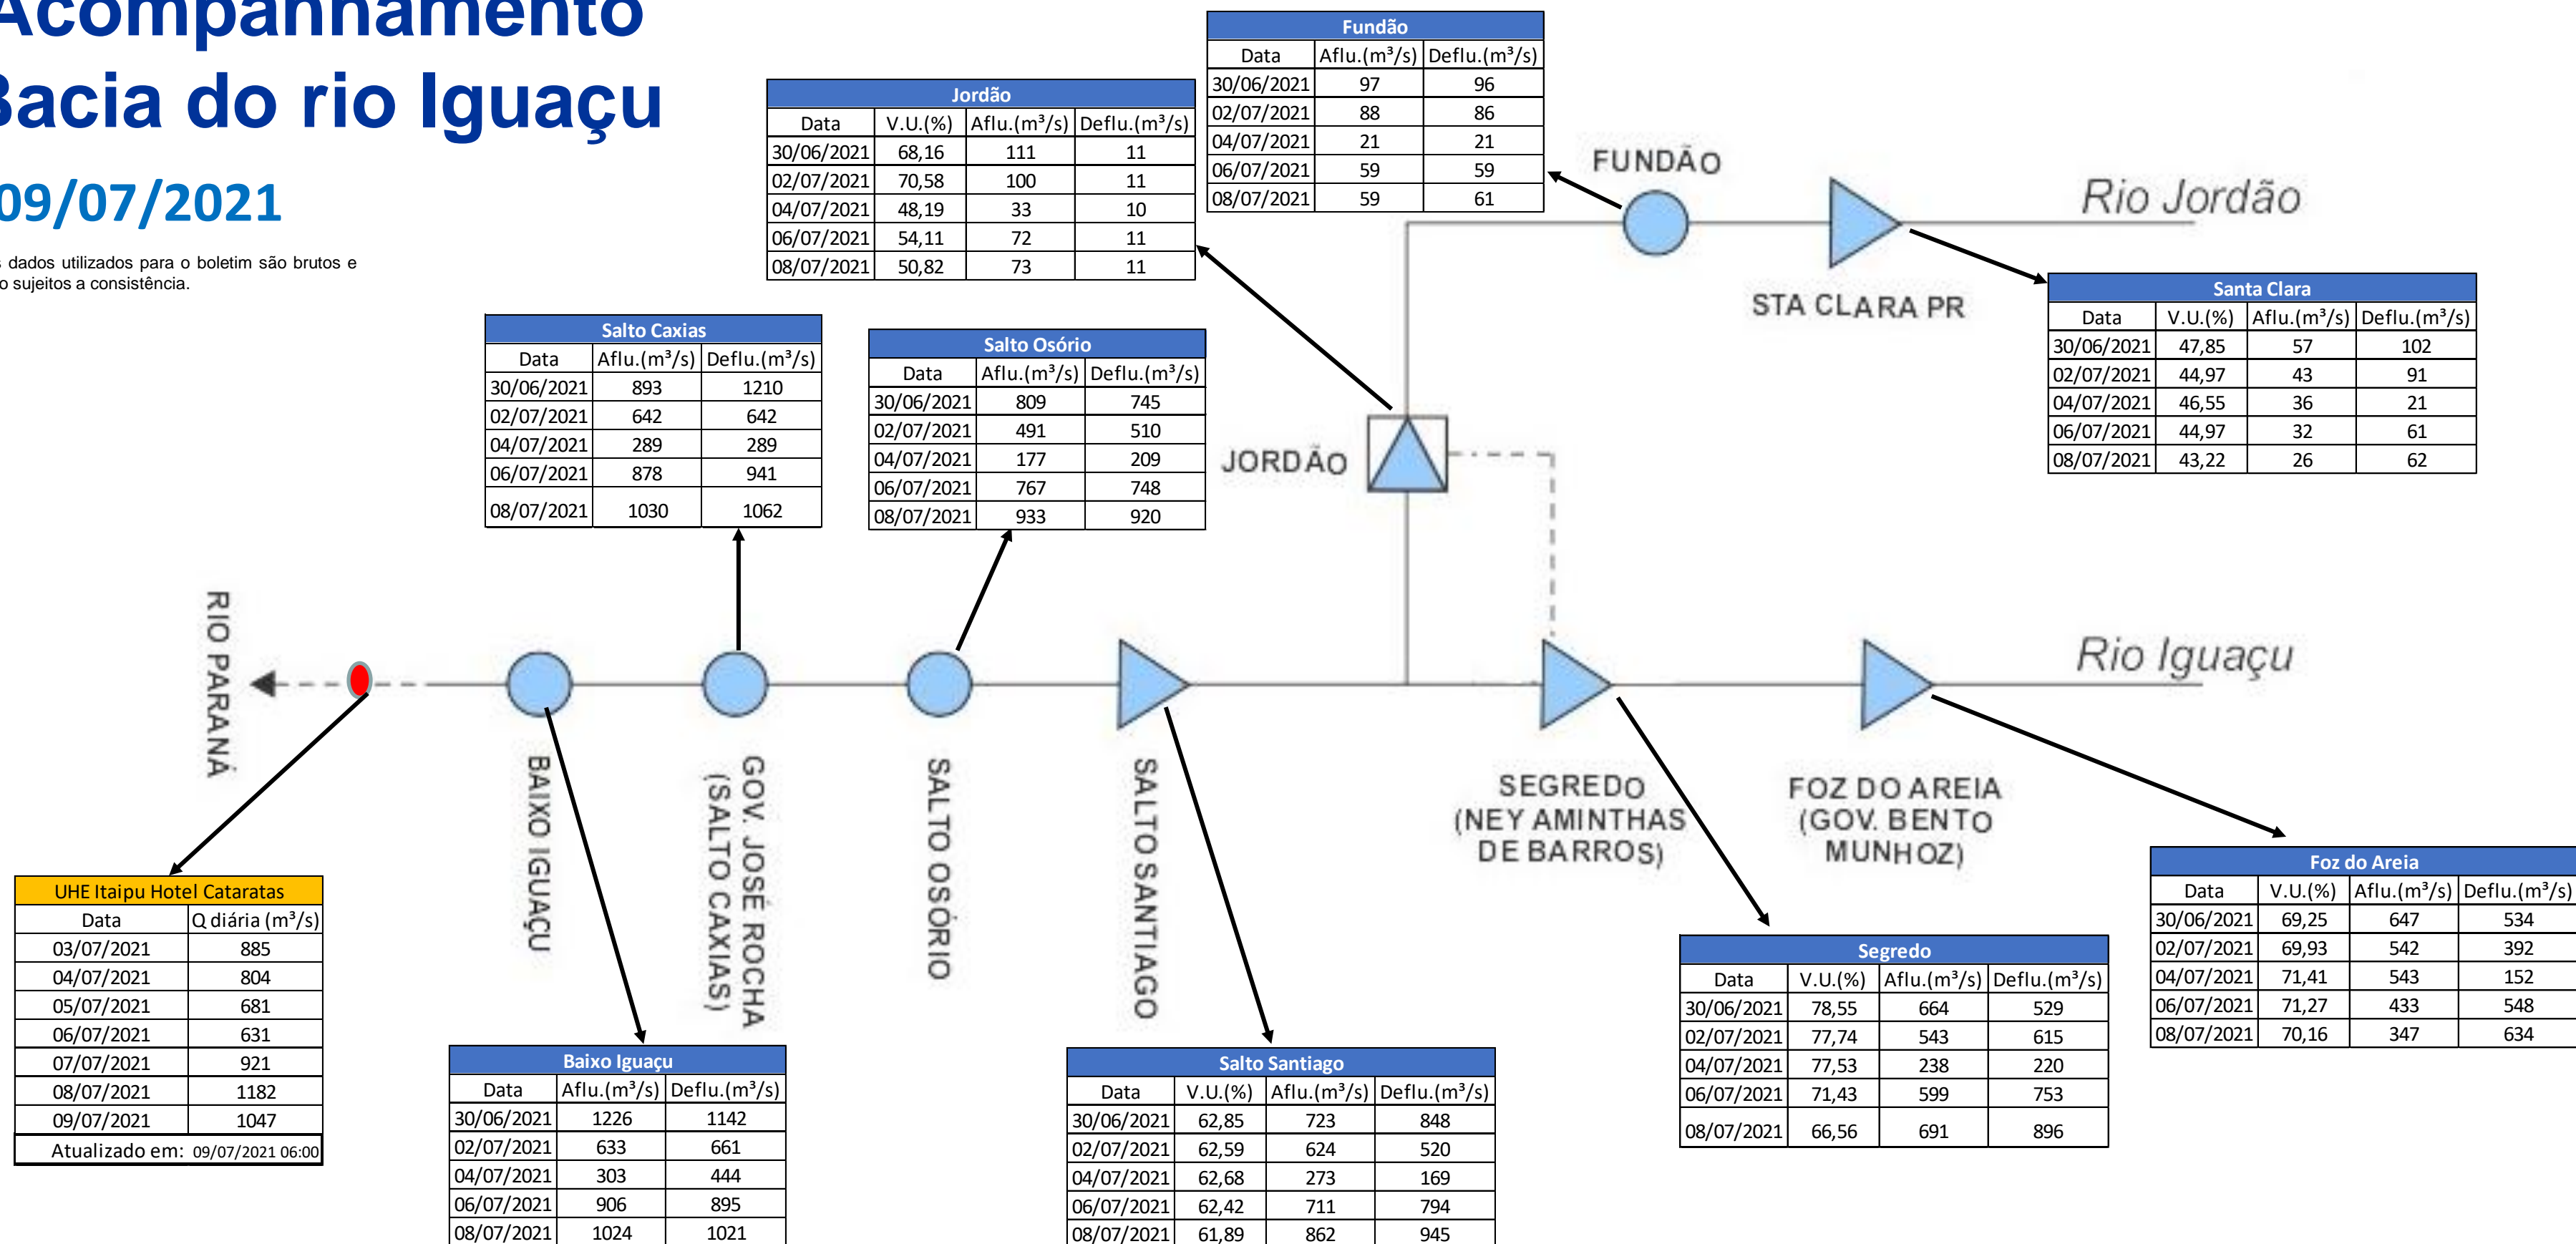 Acompanhamento
Bacia do rio Iguaçu
09/07/2021
s dados utilizados para o boletim são brutos e
o sujeitos a consistência.
Fundão
Data Aflu.(m³/s) Deflu.(m³/s)
30/06/2021 97 96
02/07/2021 88 86
04/07/2021 21 21
06/07/2021 59 59
08/07/2021 59 61
Jordão
Data V.U.(%) Aflu.(m³/s) Deflu.(m³/s)
30/06/2021 68,16 111 11
02/07/2021 70,58 100 11
04/07/2021 48,19 33 10
06/07/2021 54,11 72 11
08/07/2021 50,82 73 11
FUNDÃO
Rio Jordão
STA CLARA PR
Santa Clara
Data V.U.(%) Aflu.(m³/s) Deflu.(m³/s)
30/06/2021 47,85 57 102
02/07/2021 44,97 43 91
04/07/2021 46,55 36 21
06/07/2021 44,97 32 61
08/07/2021 43,22 26 62
Salto Caxias
Data Aflu.(m³/s) Deflu.(m³/s)
30/06/2021 893 1210
02/07/2021 642 642
04/07/2021 289 289
06/07/2021 878 941
08/07/2021 1030 1062
Salto Osório
Data Aflu.(m³/s) Deflu.(m³/s)
30/06/2021 809 745
02/07/2021 491 510
04/07/2021 177 209
06/07/2021 767 748
08/07/2021 933 920
JORDÃO
RIO PARANÁ
Rio Iguaçu
BAIXO IGUAÇU
GOV. JOSÉ ROCHA
(SALTO CAXIAS)
SALTO OSÓRIO
SALTO SANTIAGO
SEGREDO
(NEY AMINTHAS
DE BARROS)
FOZ DO AREIA
(GOV. BENTO
MUNHOZ)
UHE Itaipu Hotel Cataratas
Data Q diária (m³/s)
03/07/2021 885
04/07/2021 804
05/07/2021 681
06/07/2021 631
07/07/2021 921
08/07/2021 1182
09/07/2021 1047
Atualizado em: 09/07/2021 06:00
Baixo Iguaçu
Data Aflu.(m³/s) Deflu.(m³/s)
30/06/2021 1226 1142
02/07/2021 633 661
04/07/2021 303 444
06/07/2021 906 895
08/07/2021 1024 1021
Salto Santiago
Data V.U.(%) Aflu.(m³/s) Deflu.(m³/s)
30/06/2021 62,85 723 848
02/07/2021 62,59 624 520
04/07/2021 62,68 273 169
06/07/2021 62,42 711 794
08/07/2021 61,89 862 945
Segredo
Data V.U.(%) Aflu.(m³/s) Deflu.(m³/s)
30/06/2021 78,55 664 529
02/07/2021 77,74 543 615
04/07/2021 77,53 238 220
06/07/2021 71,43 599 753
08/07/2021 66,56 691 896
Foz do Areia
Data V.U.(%) Aflu.(m³/s) Deflu.(m³/s)
30/06/2021 69,25 647 534
02/07/2021 69,93 542 392
04/07/2021 71,41 543 152
06/07/2021 71,27 433 548
08/07/2021 70,16 347 634